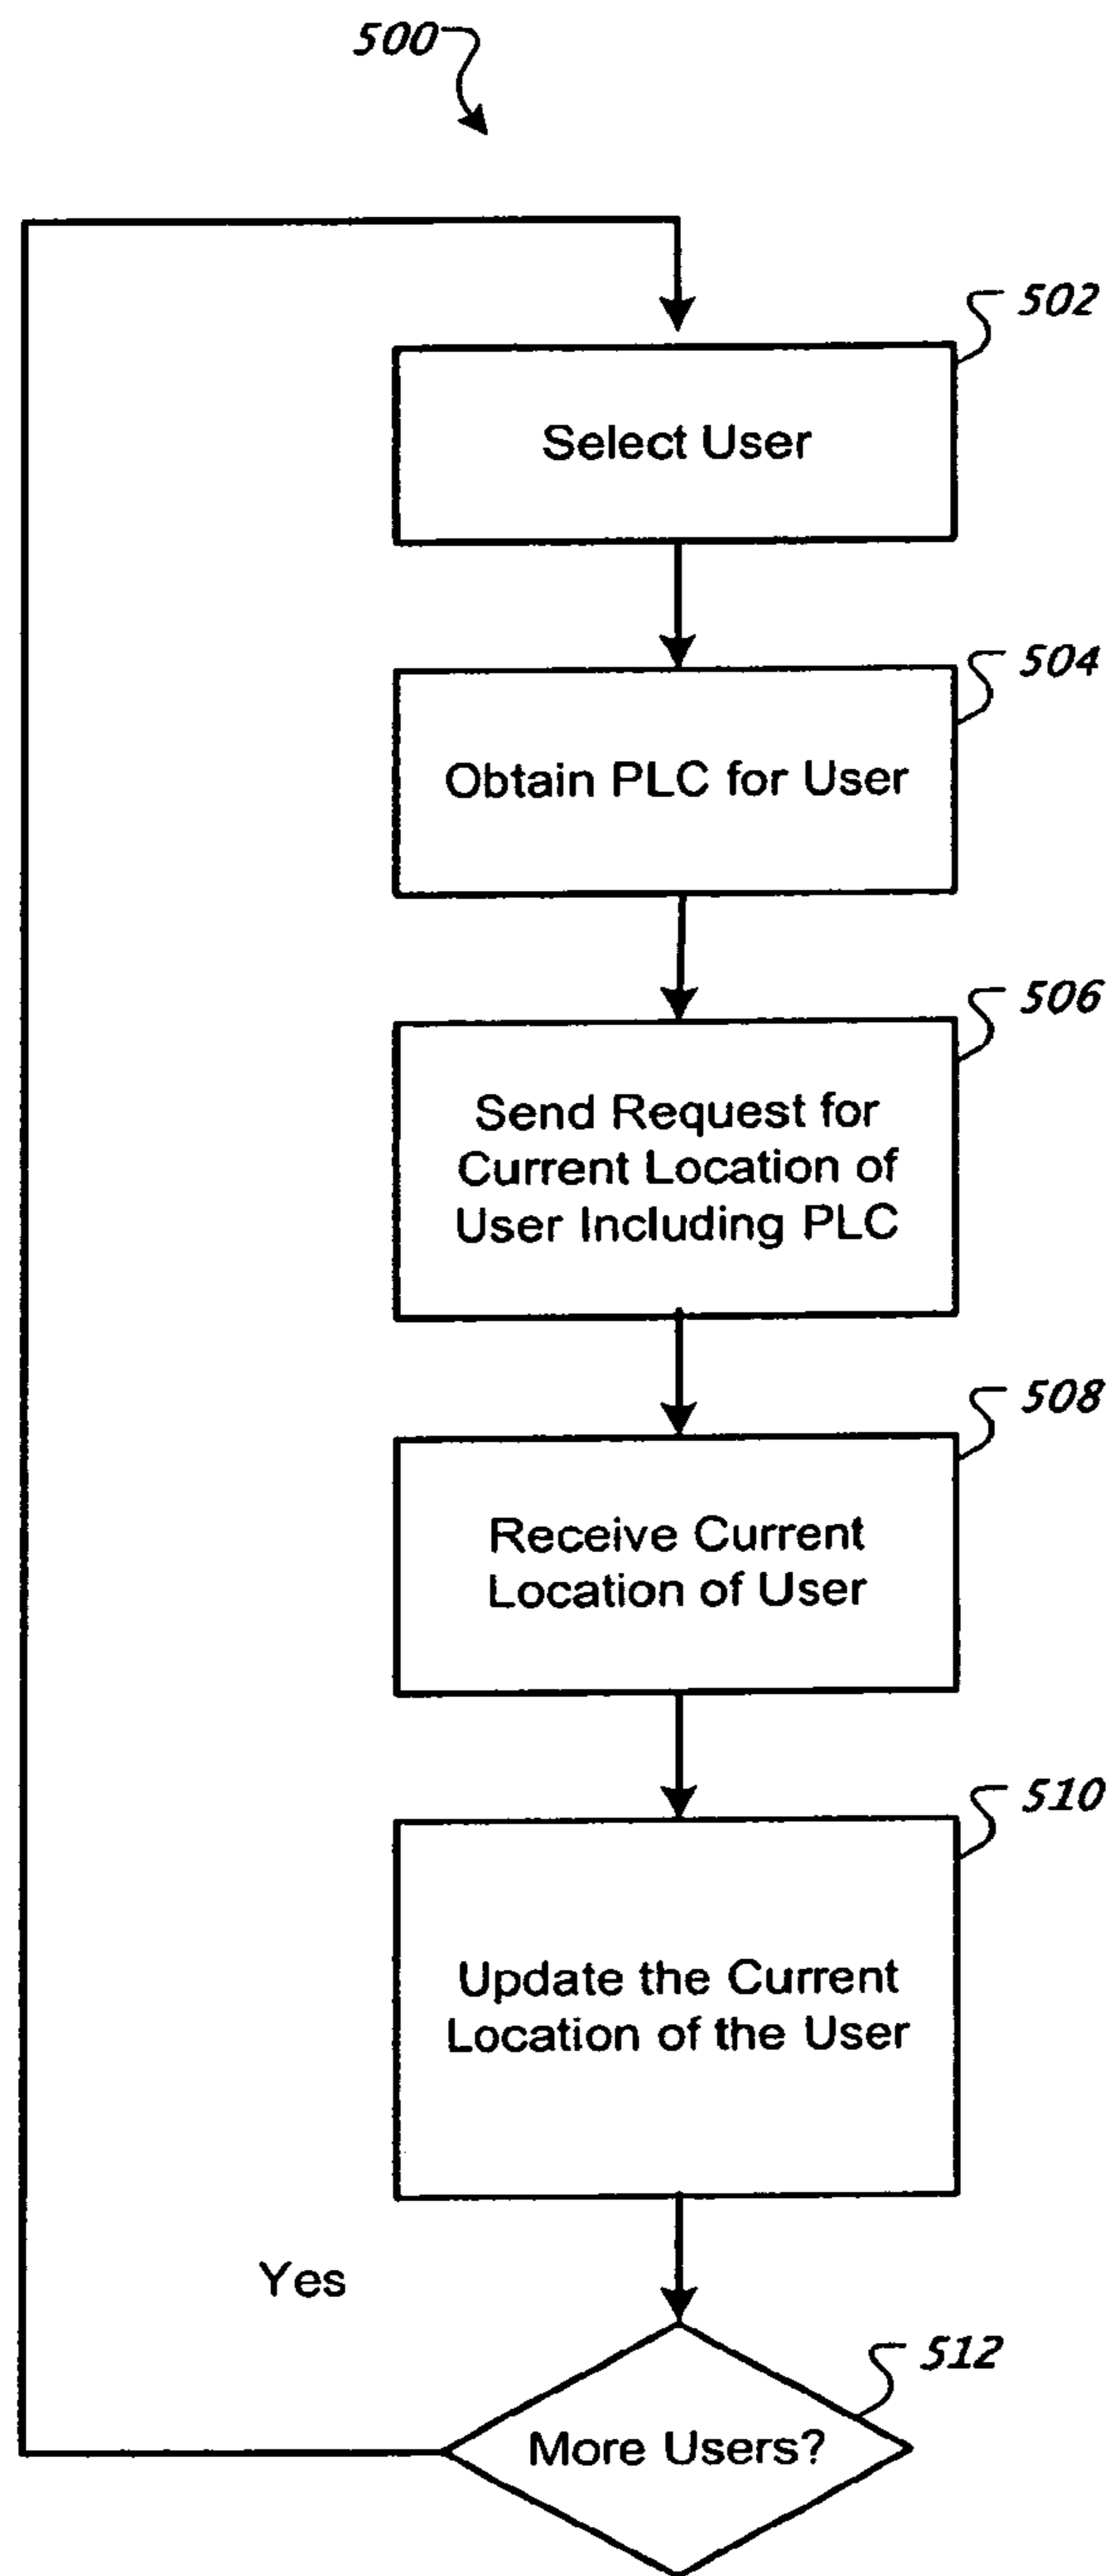 500
502
Select User
504
Obtain PLC for User
506
Send Request for
Current Location of
User Including PLC
508
Receive Current
Location of User
510
Update the Current
Location of the User
Yes
512
More Users?